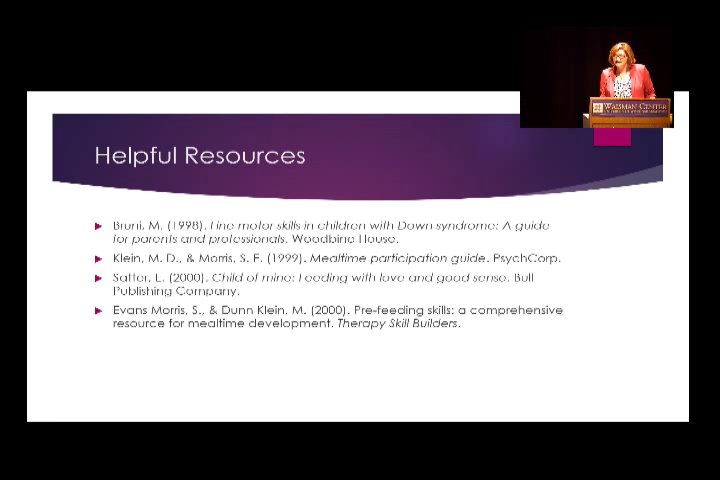 WAISMAN CENTER
Helpful Resources
Bruni, M. (1998). Fine motor skills in children with Down syndrome: A guide
for parents and professionals. Woodbine House.
Klein, M. D., & Morris, S. E. (1999). Mealtime participation guide. PsychCorp.
Satter, E. (2000). Child of mine: Feeding with love and good sense. Bull
Publishing Company.
Evans Morris, S., & Dunn Klein, M. (2000). Pre-feeding skills: a comprehensive
resource for mealtime development. Therapy Skill Builders.